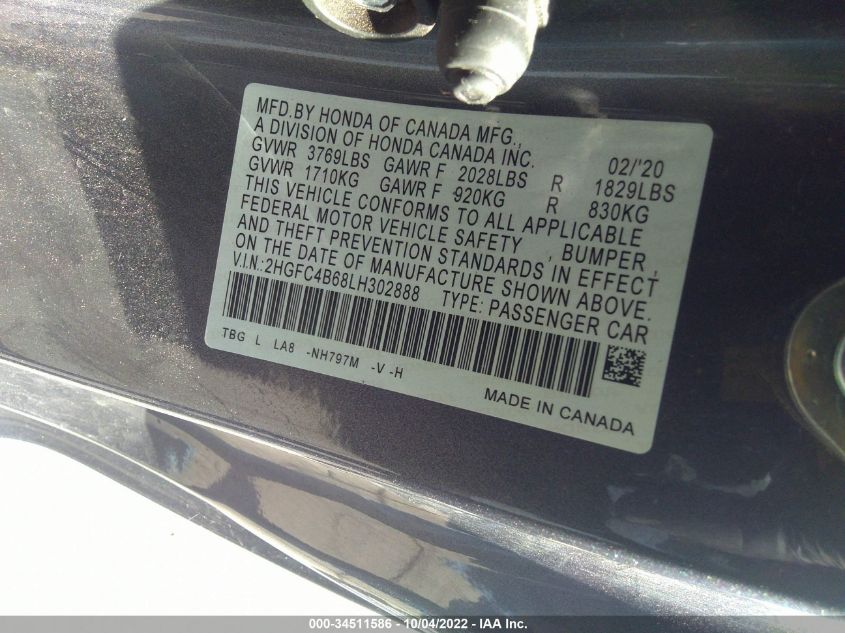 MFD.BY HONDA OF CANADA MFG.,
A DIVISION OF HONDA CANADA INC. 02/'20
GVWR 3769LBS GAWR F 2028LBS R 1829LBS
GVWR 1710KG GAWR F 920KG R 830KG
THIS VEHICLE CONFORMS TO ALL APPLICABLE
FEDERAL MOTOR VEHICLE SAFETY , BUMPER ,
AND THEFT PREVENTION STANDARDS IN EFFECT
ON THE DATE OF MANUFACTURE SHOWN ABOVE.
V.I.N.:2HGFC4B68LH302888 TYPE: PASSENGER CAR
TBG L LA8 -NH797M -V -H
MADE IN CANADA
000-34511586 - 10/04/2022 - IAA Inc.